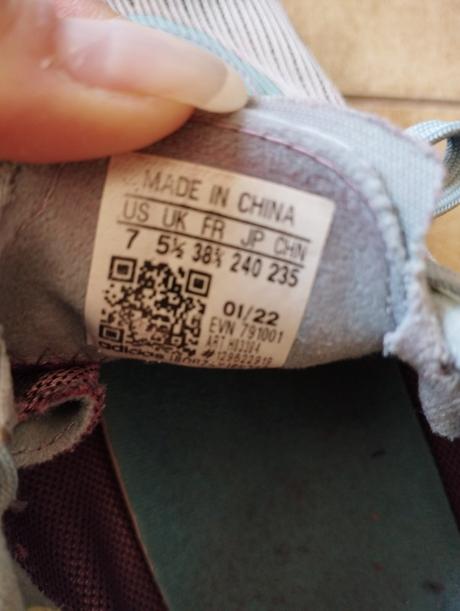 MADE IN CHINA
US UK FR JP CHN
7 5½ 38⅔ 240 235
01/22
EVN 791001
adidas